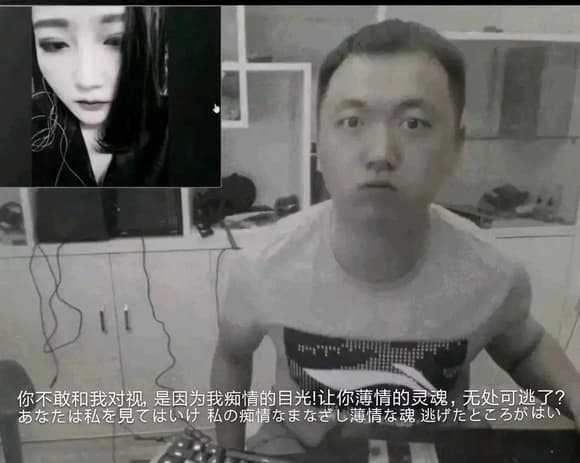 你不敢和我对视,是因为我痴情的目光!让你薄情的灵魂,无处可逃了?
あなたは私を見てはいけ 私の痴情なまなざし薄情な魂 逃げたところが はい